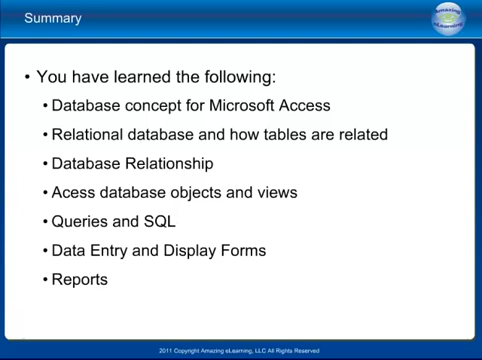 Summary
Amazing
eLearning
• You have learned the following:
• Database concept for Microsoft Access
• Relational database and how tables are related
• Database Relationship
• Acess database objects and views
• Queries and SQL
• Data Entry and Display Forms
• Reports
2011 Copyright Amazing eLearning, LLC All Rights Reserved